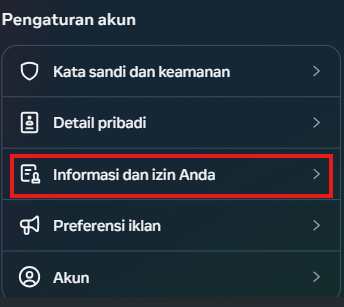 Pengaturan akun
Kata sandi dan keamanan
Detail pribadi
Informasi dan izin Anda
Preferensi iklan
Akun